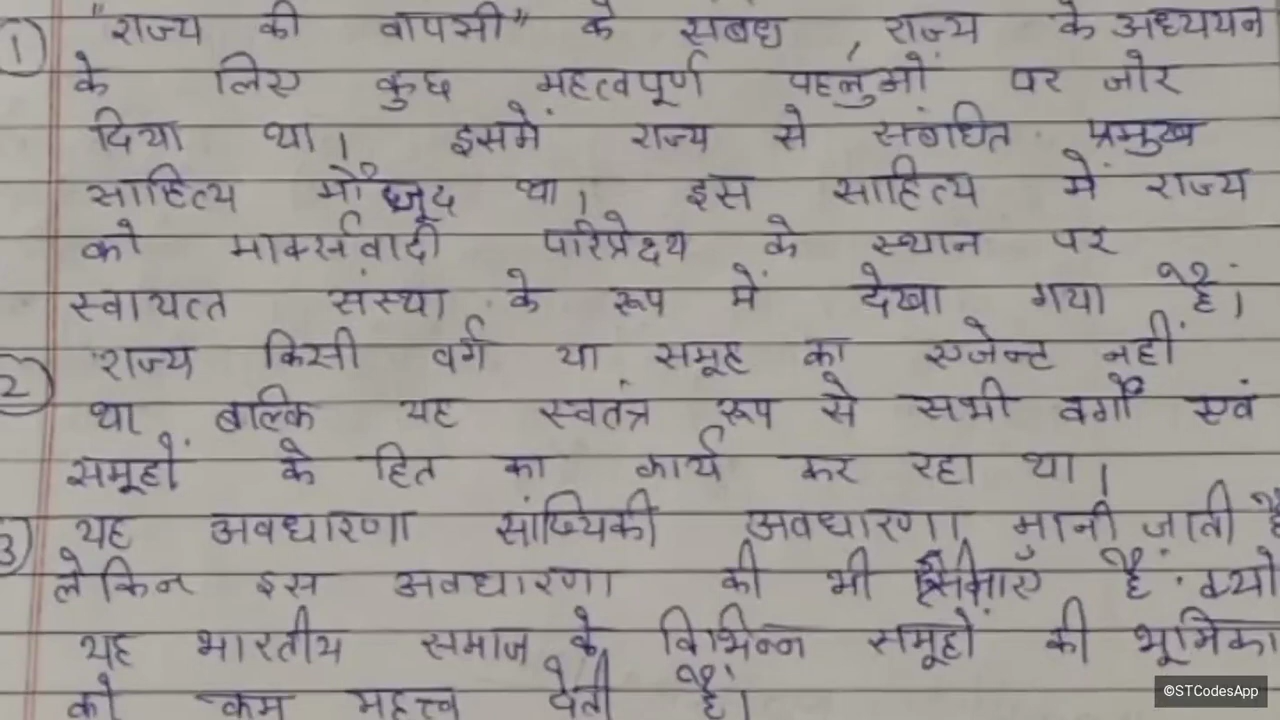 1 "राज्य की वापसी" के संबंध , राज्य के अध्ययन
के लिए कुछ महत्वपूर्ण पहलुओं पर जोर
दिया था। इसमें राज्य से संबंधित प्रमुख
साहित्य मौजूद था। इस साहित्य में राज्य
को मार्क्सवादी परिप्रेक्ष्य के स्थान पर
स्वायत्त संस्था के रूप में देखा गया है।
2 राज्य किसी वर्ग या समूह का एजेन्ट नहीं
था बल्कि यह स्वतंत्र रूप से सभी वर्गों एवं
समूहों के हित का कार्य कर रहा था।
3 यह अवधारणा सांख्यिकी अवधारणा मानी जाती है
लेकिन इस अवधारणा की भी सीमाएँ हैं क्यो
यह भारतीय समाज के विभिन्न समूहों की भूमिका
को कम महत्त्व देती है।
©STCodesApp